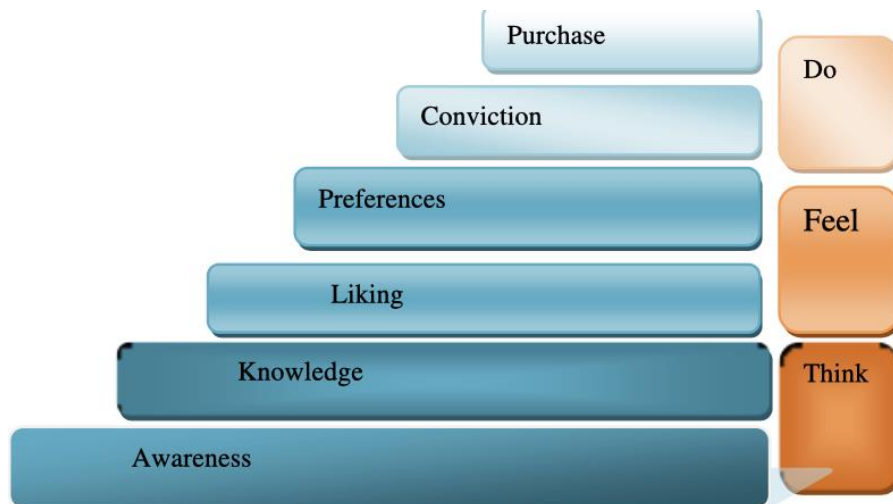 Purchase
Do
Conviction
Preferences
Feel
Liking
Knowledge
Think
Awareness